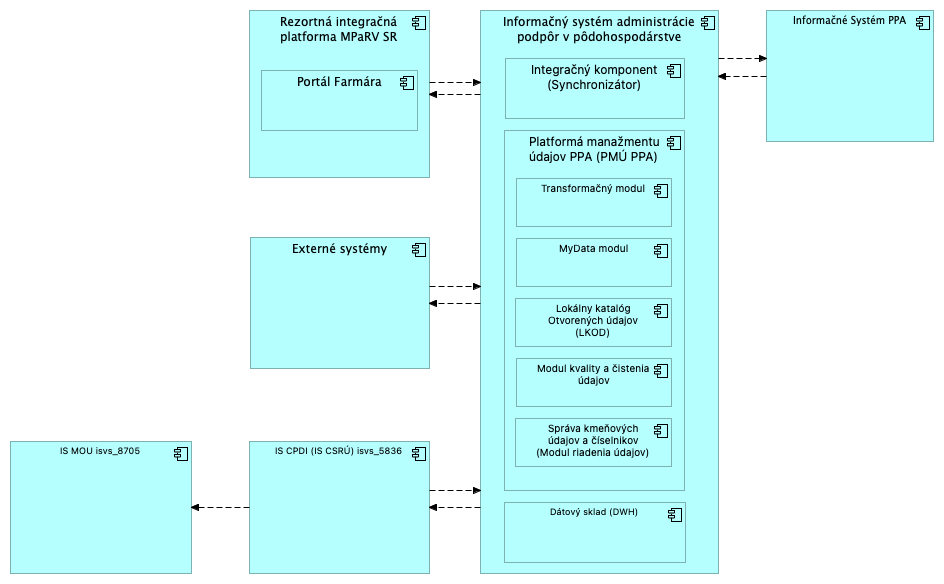 Rezortná integračná
platforma MPaRV SR
Portál Farmára
Informačný systém administrácie
podpôr v pôdohospodárstve
Integračný komponent
(Synchronizátor)
Platformá manažmentu
údajov PPA (PMÚ PPA)
Transformačný modul
MyData modul
Lokálny katalóg
Otvorených údajov
(LKOD)
Modul kvality a čistenia
údajov
Správa kmeňových
údajov a číselnikov
(Modul riadenia údajov)
Dátový sklad (DWH)
Informačné Systém PPA
Externé systémy
IS MOU isvs_8705
IS CPDI (IS CSRÚ) isvs_5836